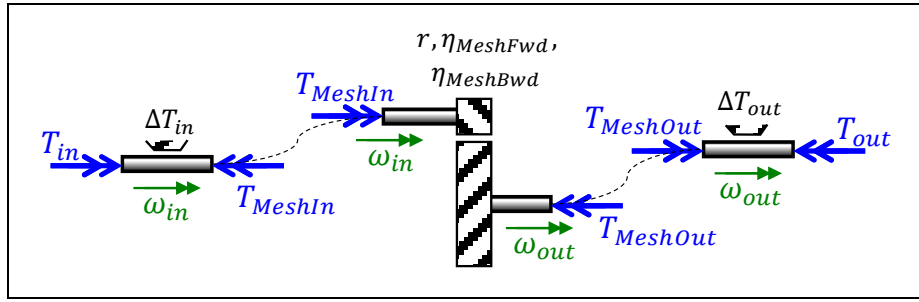 r, η_MeshFwd,
η_MeshBwd
T_MeshIn
ω_in
T_in
ΔT_in
T_MeshIn
ω_in
T_MeshOut
ω_out
T_MeshOut
ΔT_out
T_out
ω_out